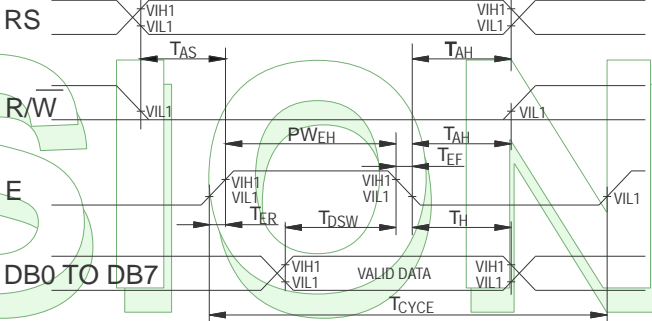 RS VIH1 VIH1
VIL1 VIL1
TAS TAH
R/W̅ VIL1 VIL1
PWEH TAH
TEF
E VIH1 VIH1
VIL1 VIL1 VIL1
TER TDSW TH
DB0 TO DB7 VIH1 VALID DATA VIH1
VIL1 VIL1
TCYCE
SION